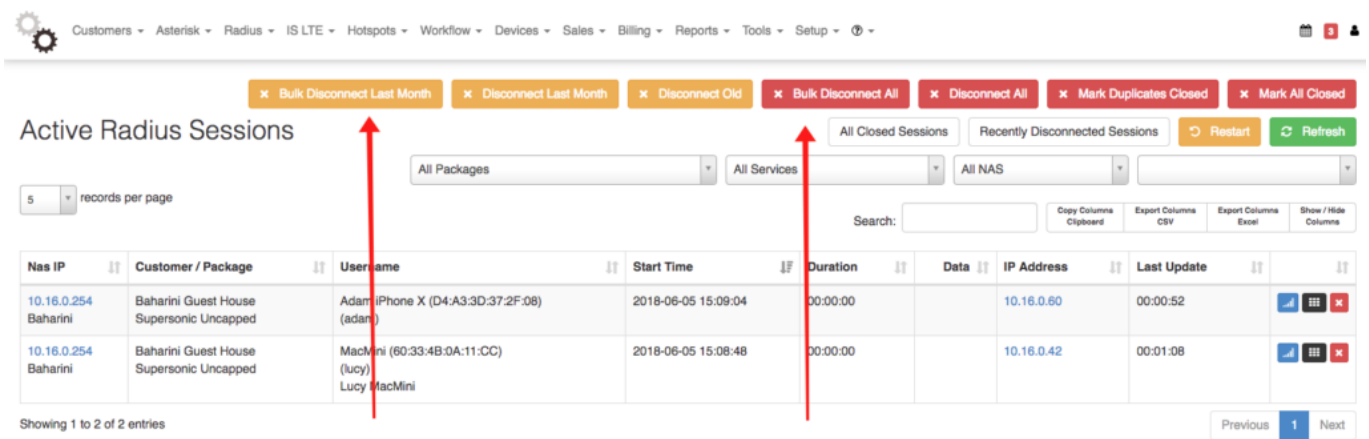 Customers Asterisk Radius IS LTE Hotspots Workflow Devices Sales Billing Reports Tools Setup 3
× Bulk Disconnect Last Month × Disconnect Last Month × Disconnect Old × Bulk Disconnect All × Disconnect All × Mark Duplicates Closed × Mark All Closed
Active Radius Sessions All Closed Sessions Recently Disconnected Sessions Restart Refresh
All Packages All Services All NAS
5 records per page
Search: Copy Columns Clipboard Export Columns CSV Export Columns Excel Show / Hide Columns
Nas IP Customer / Package Username Start Time Duration Data IP Address Last Update
10.16.0.254 Baharini Guest House Adam iPhone X (D4:A3:3D:37:2F:08) 2018-06-05 15:09:04 00:00:00 10.16.0.60 00:00:52
Baharini Supersonic Uncapped (adam)
10.16.0.254 Baharini Guest House MacMini (60:33:4B:0A:11:CC) 2018-06-05 15:08:48 00:00:00 10.16.0.42 00:01:08
Baharini Supersonic Uncapped (lucy)
Lucy MacMini
Showing 1 to 2 of 2 entries Previous 1 Next